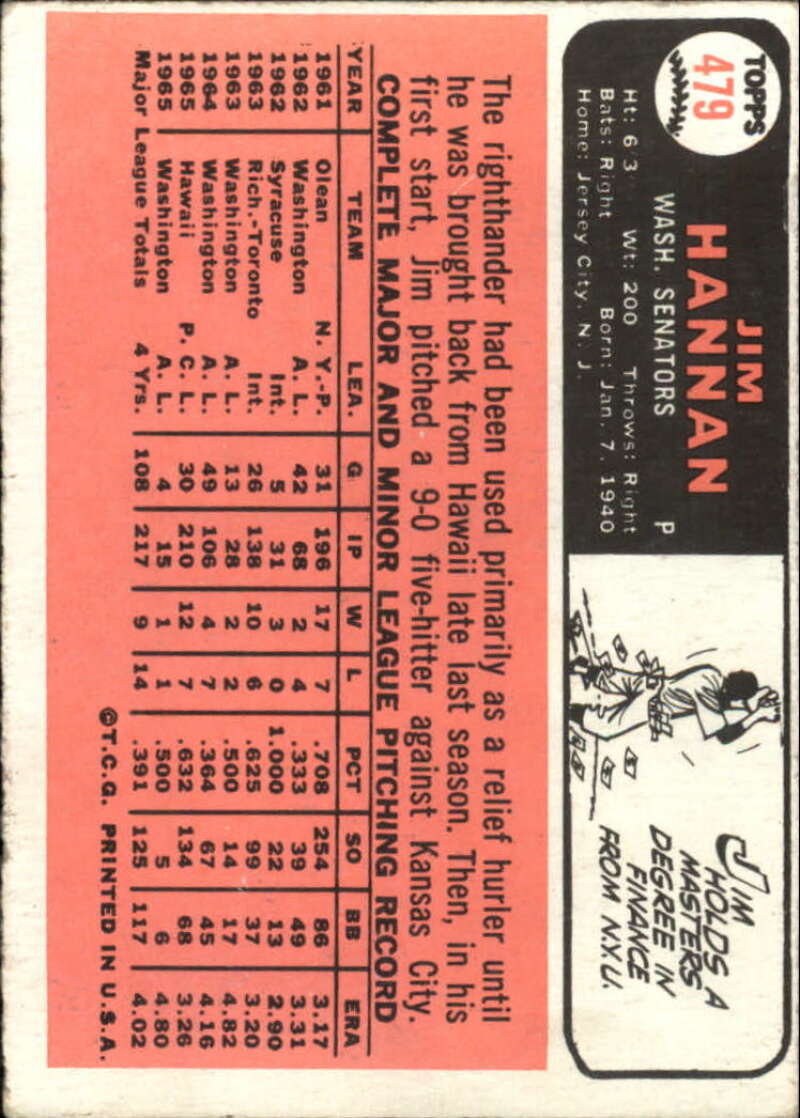 TOPPS
479
JIM
HANNAN
WASH. SENATORS P
Ht: 6 3 Wt: 200 Throws: Right
Bats: Right Born: Jan. 7, 1940
Home: Jersey City, N. J.
JIM
HOLDS A
MASTERS
DEGREE IN
FINANCE
FROM N.Y.U.
The righthander had been used primarily as a relief hurler until
he was brought back from Hawaii late last season. Then, in his
first start, Jim pitched a 9-0 five-hitter against Kansas City.
COMPLETE MAJOR AND MINOR LEAGUE PITCHING RECORD
YEAR TEAM LEA. G IP W L PCT SO BB ERA
1961 Olean N. Y.-P. 31 196 17 7 .708 254 86 3.17
1962 Washington A. L. 42 68 2 4 .333 39 49 3.31
1962 Syracuse Int. 5 31 3 0 1.000 22 13 2.90
1963 Rich.-Toronto Int. 26 138 10 6 .625 99 37 3.20
1963 Washington A. L. 13 28 2 2 .500 14 17 4.82
1964 Washington A. L. 49 106 4 7 .364 67 45 4.16
1965 Hawaii P. C. L. 30 210 12 7 .632 134 68 3.26
1965 Washington A. L. 4 15 1 1 .500 5 6 4.80
Major League Totals 4 Yrs. 108 217 9 14 .391 125 117 4.02
©T.C.G. PRINTED IN U.S.A.